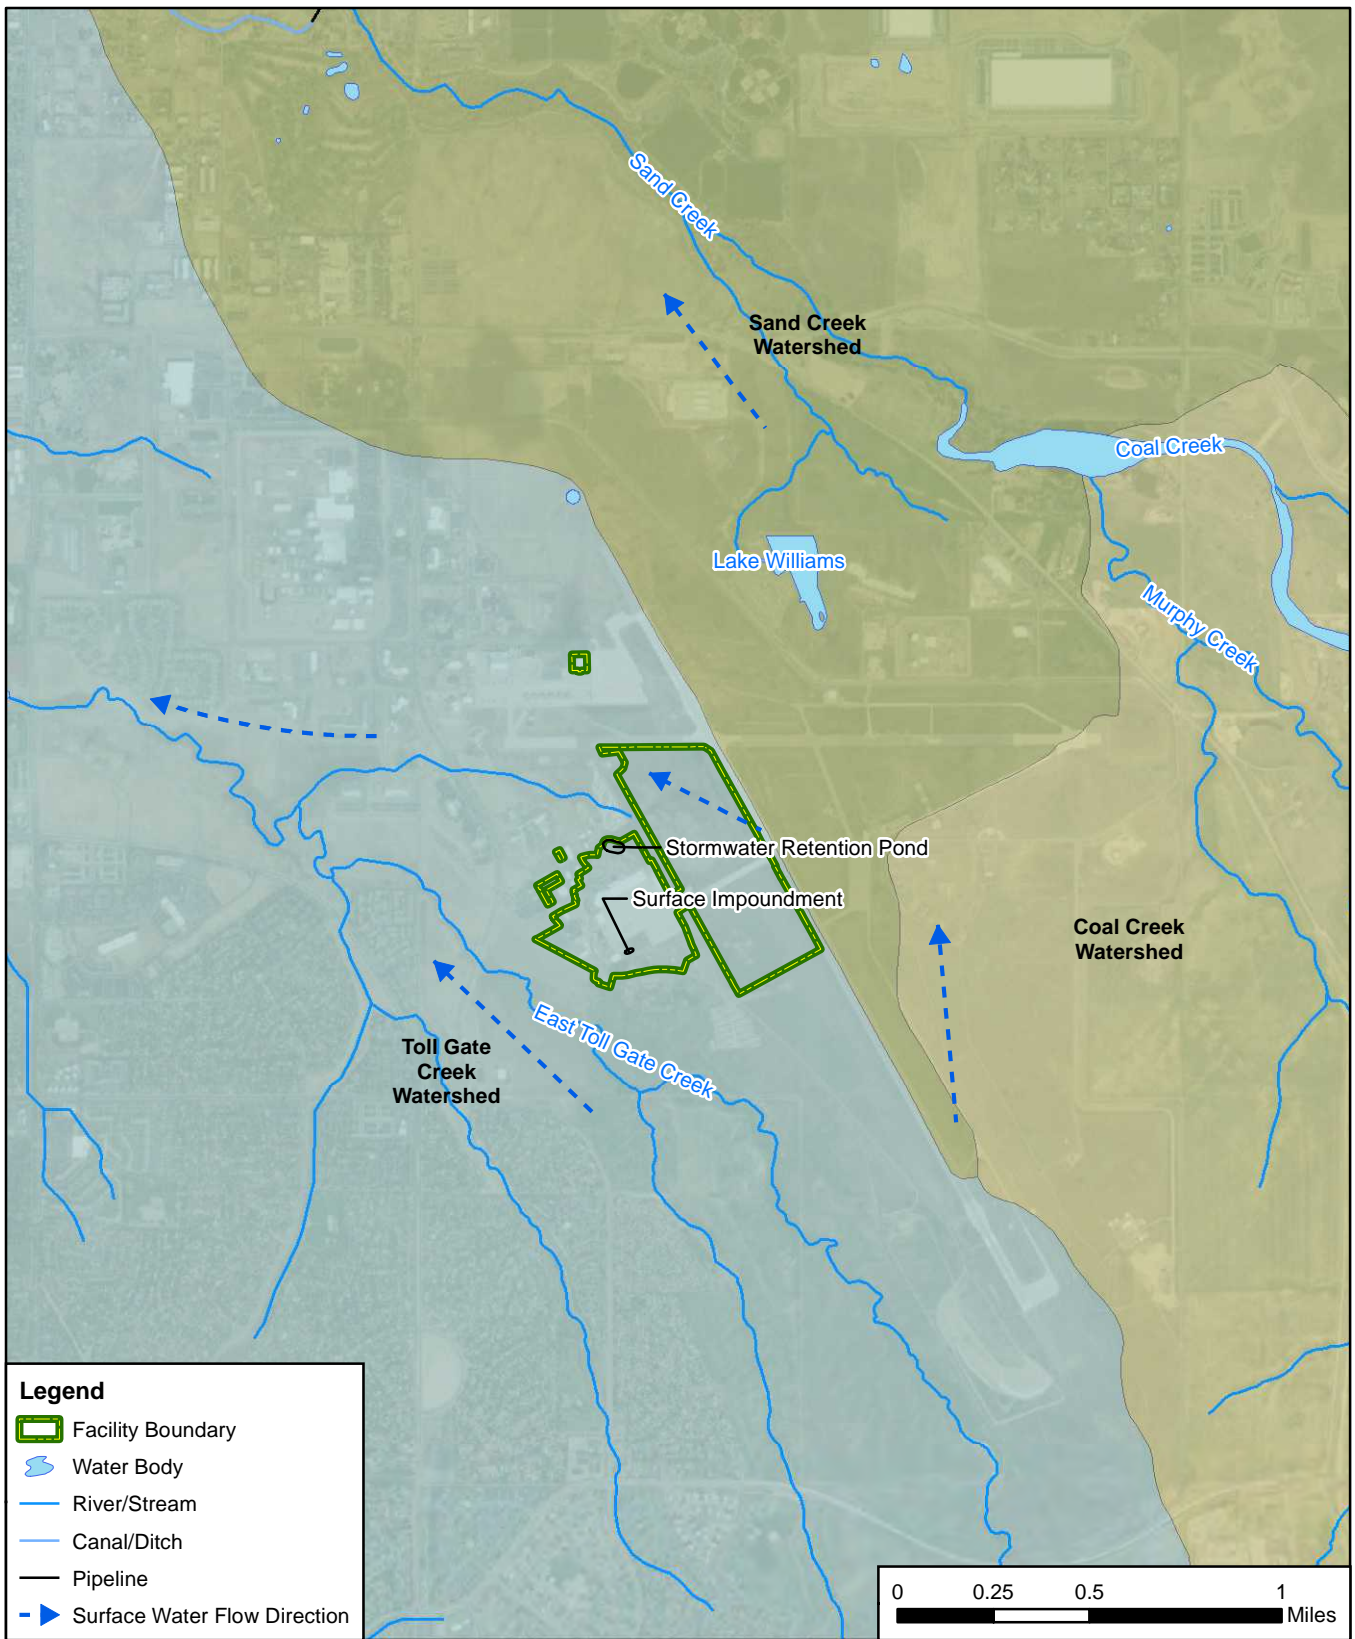 Sand Creek
Sand Creek
Watershed
Coal Creek
Lake Williams
Murphy Creek
Stormwater Retention Pond
Surface Impoundment
Coal Creek
Watershed
East Toll Gate Creek
Toll Gate
Creek
Watershed
Legend
Facility Boundary
Water Body
River/Stream
Canal/Ditch
Pipeline
Surface Water Flow Direction
0 0.25 0.5 1
Miles